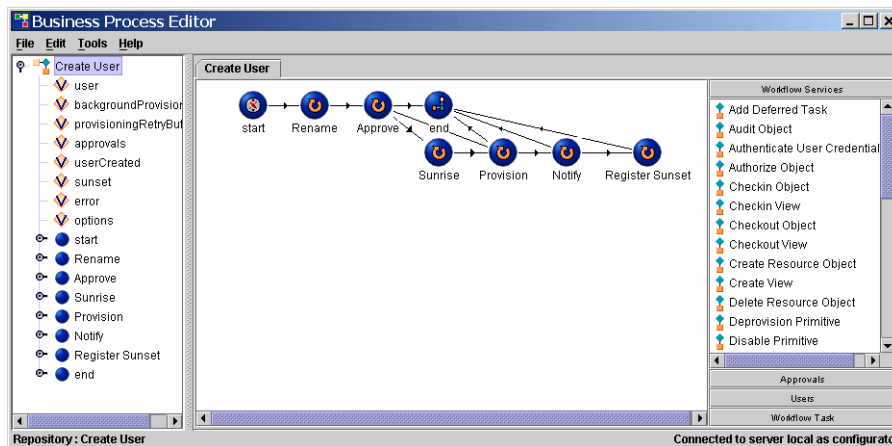 Business Process Editor
File Edit Tools Help
Create User
user
backgroundProvision
provisioningRetryBuf
approvals
userCreated
sunset
error
options
start
Rename
Approve
Sunrise
Provision
Notify
Register Sunset
end
Create User
start Rename Approve end
Sunrise Provision Notify Register Sunset
Workflow Services
Add Deferred Task
Audit Object
Authenticate User Credential
Authorize Object
Checkin Object
Checkin View
Checkout Object
Checkout View
Create Resource Object
Create View
Delete Resource Object
Deprovision Primitive
Disable Primitive
Approvals
Users
Workflow Task
Repository : Create User
Connected to server local as configurato